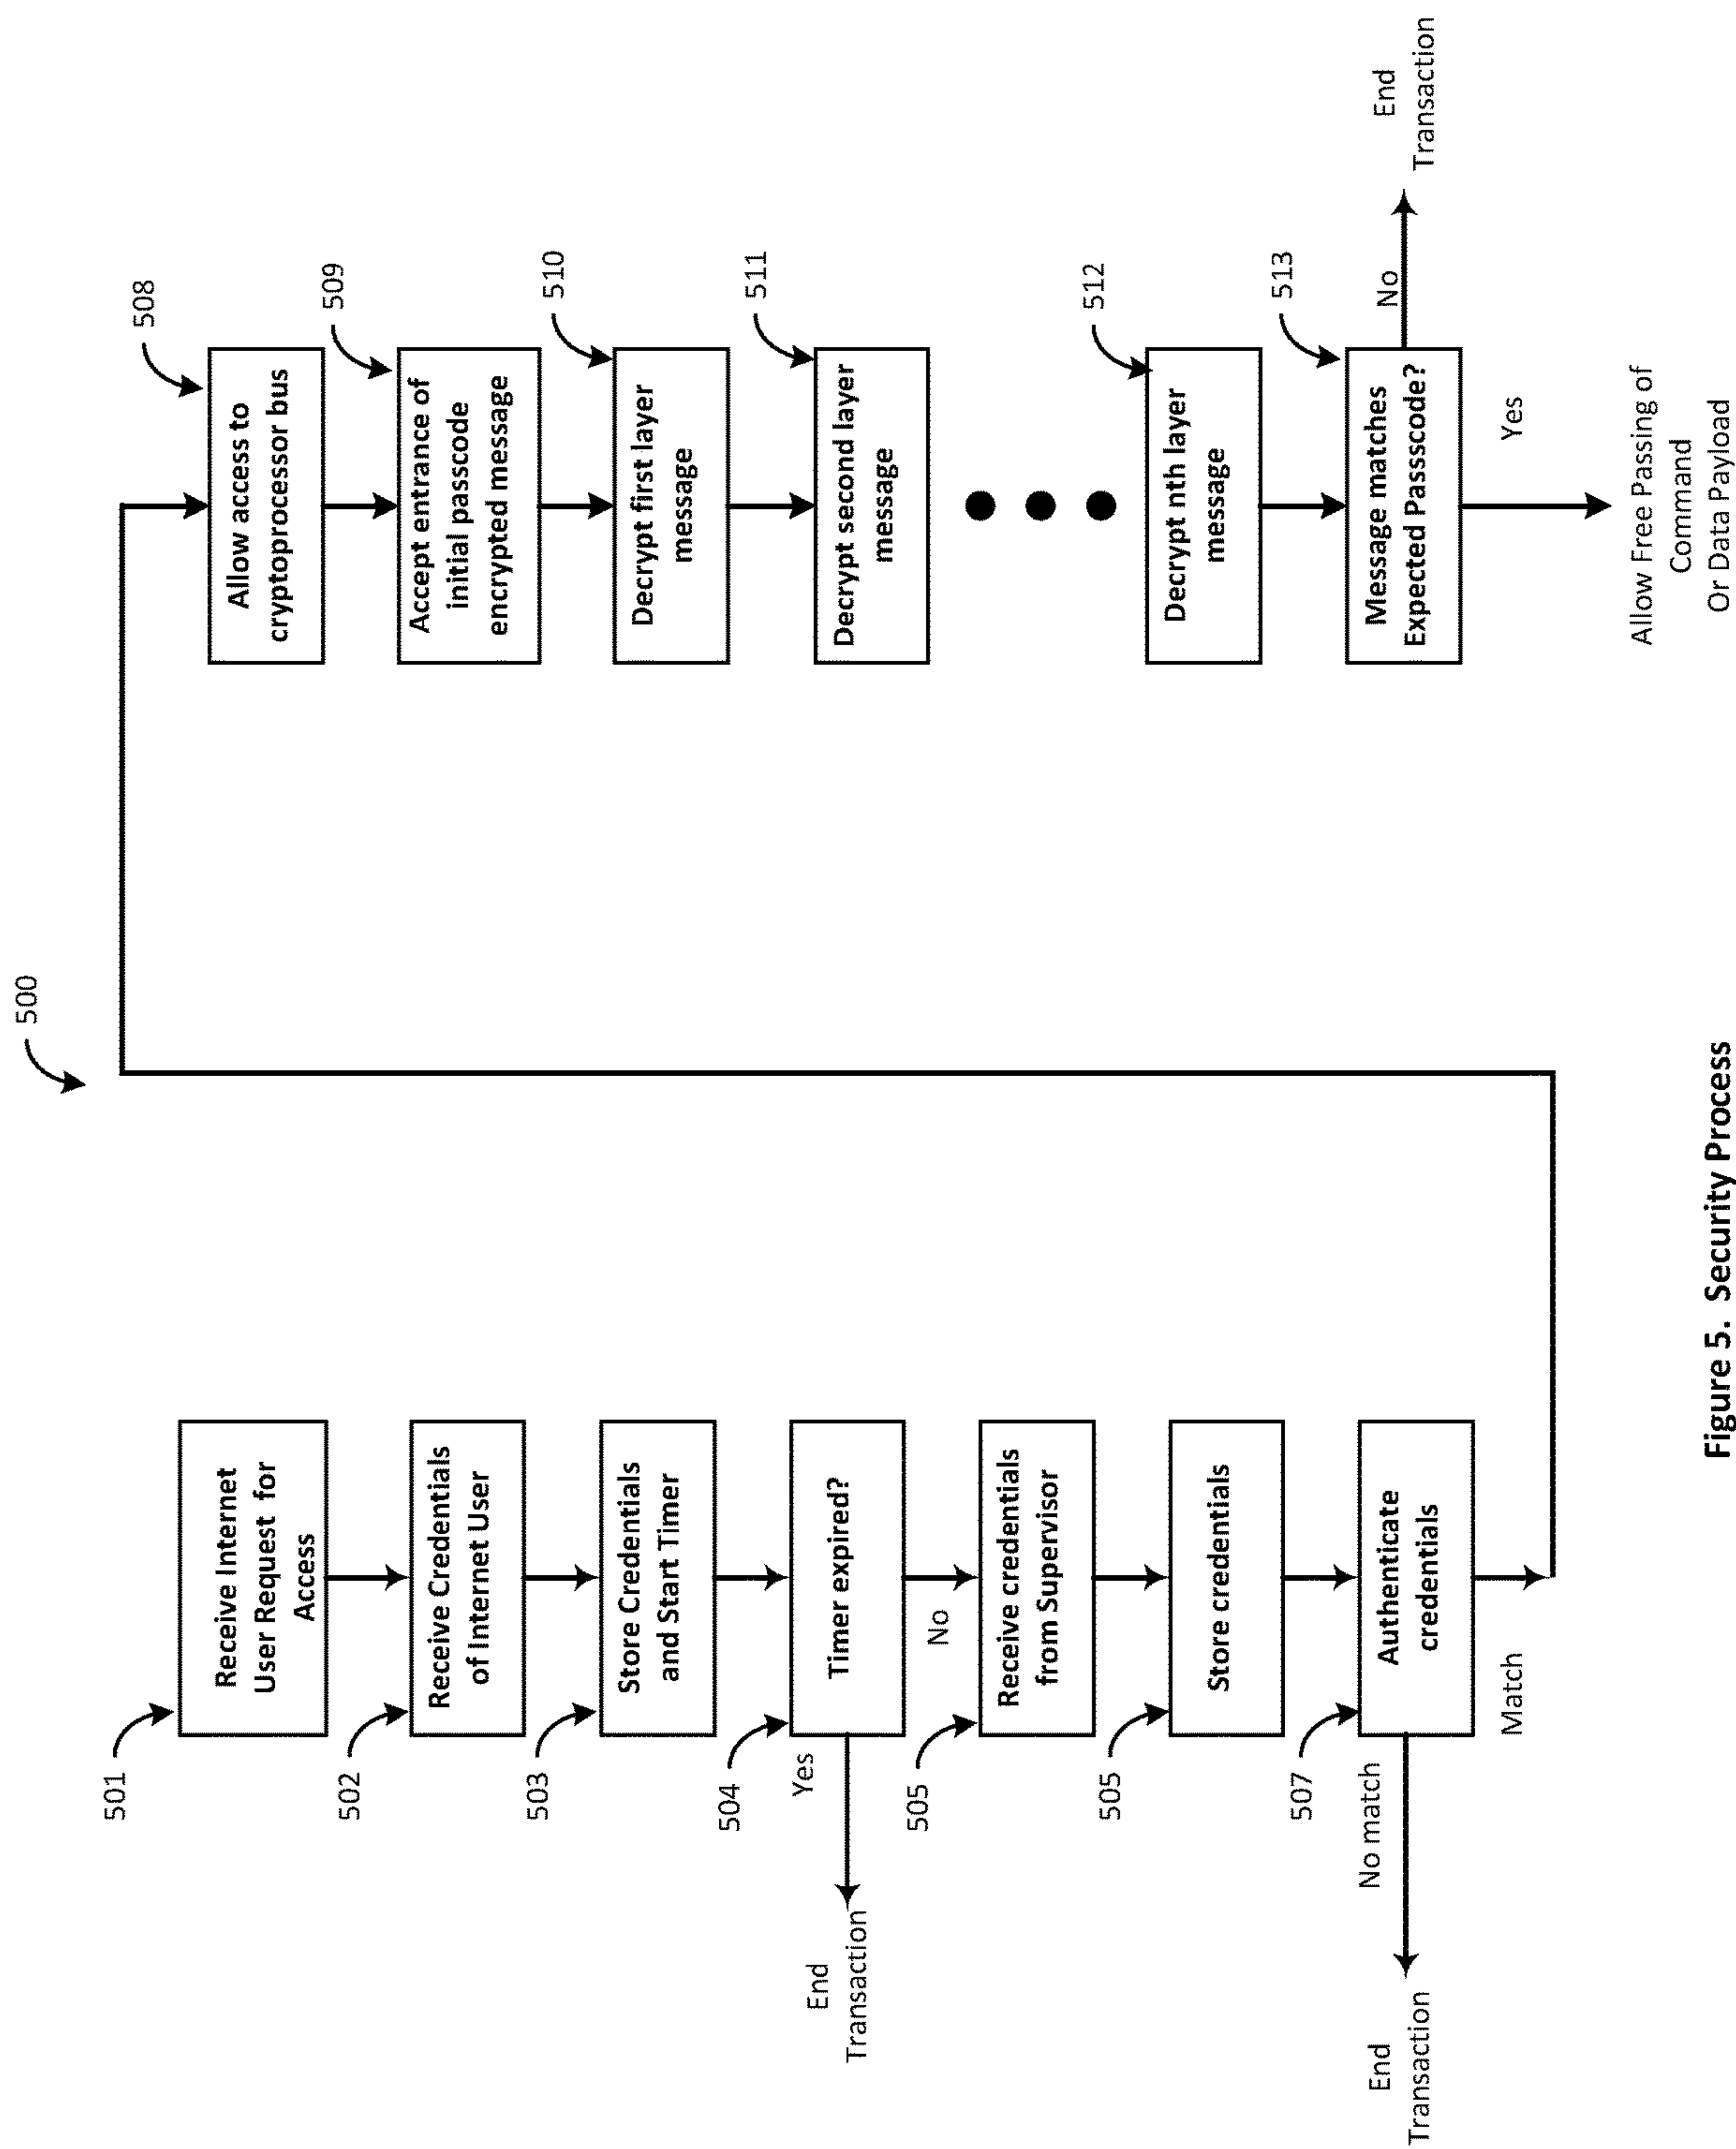 500
501
Receive Internet
User Request for
Access
502
Receive Credentials
of Internet User
503
Store Credentials
and Start Timer
504
Timer expired?
Yes
End
Transaction
No
505
Receive credentials
from Supervisor
505
Store credentials
507
Authenticate
credentials
No match
End
Transaction
Match
508
Allow access to
cryptoprocessor bus
509
Accept entrance of
initial passcode
encrypted message
510
Decrypt first layer
message
511
Decrypt second layer
message
512
Decrypt nth layer
message
513
Message matches
Expected Passscode?
No
End
Transaction
Yes
Allow Free Passing of
Command
Or Data Payload
Figure 5. Security Process